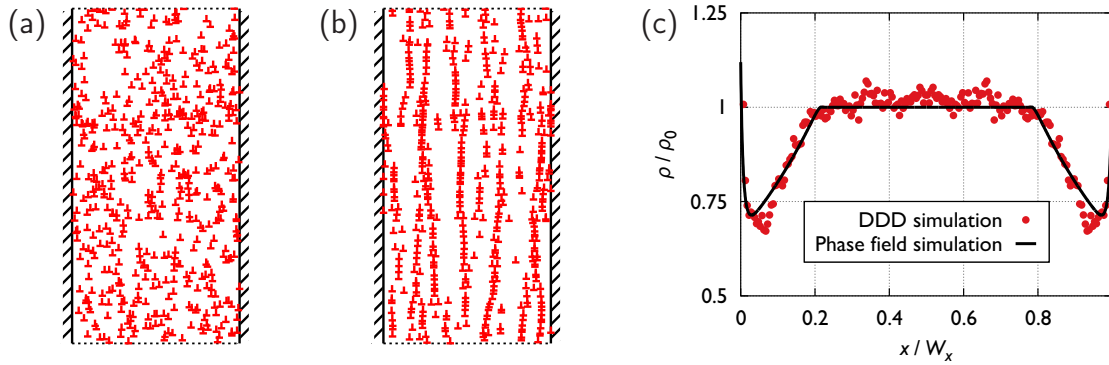 (a)
(b)
(c)
1.25
1
0.75
0.5
ρ / ρ0
0
0.2
0.4
0.6
0.8
x / Wx
DDD simulation
Phase field simulation